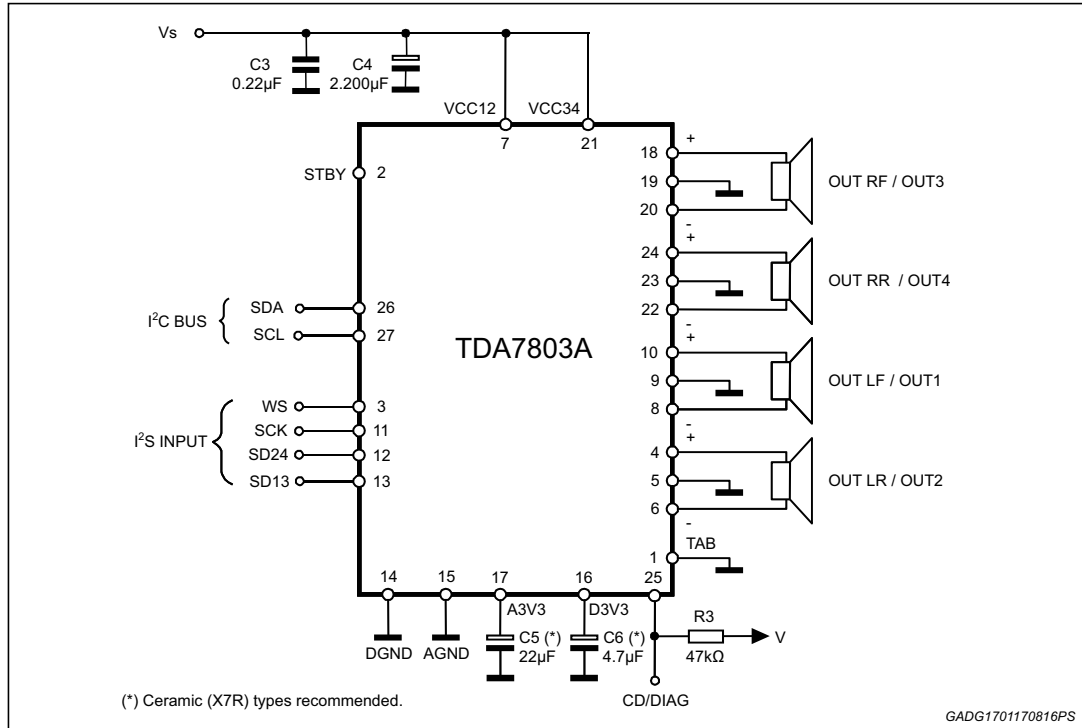 Vs
C3
0.22µF
C4
2.200µF
VCC12
VCC34
7
21
STBY
2
18
+
19
20
-
OUT RF / OUT3
+
24
23
22
-
OUT RR / OUT4
I²C BUS
SDA
26
SCL
27
TDA7803A
+
10
9
8
-
OUT LF / OUT1
I²S INPUT
WS
3
SCK
11
SD24
12
SD13
13
+
4
5
6
-
OUT LR / OUT2
1
TAB
14
15
17
16
25
A3V3
D3V3
DGND
AGND
C5 (*)
22µF
C6 (*)
4.7µF
R3
47kΩ
V
CD/DIAG
(*) Ceramic (X7R) types recommended.
GADG1701170816PS